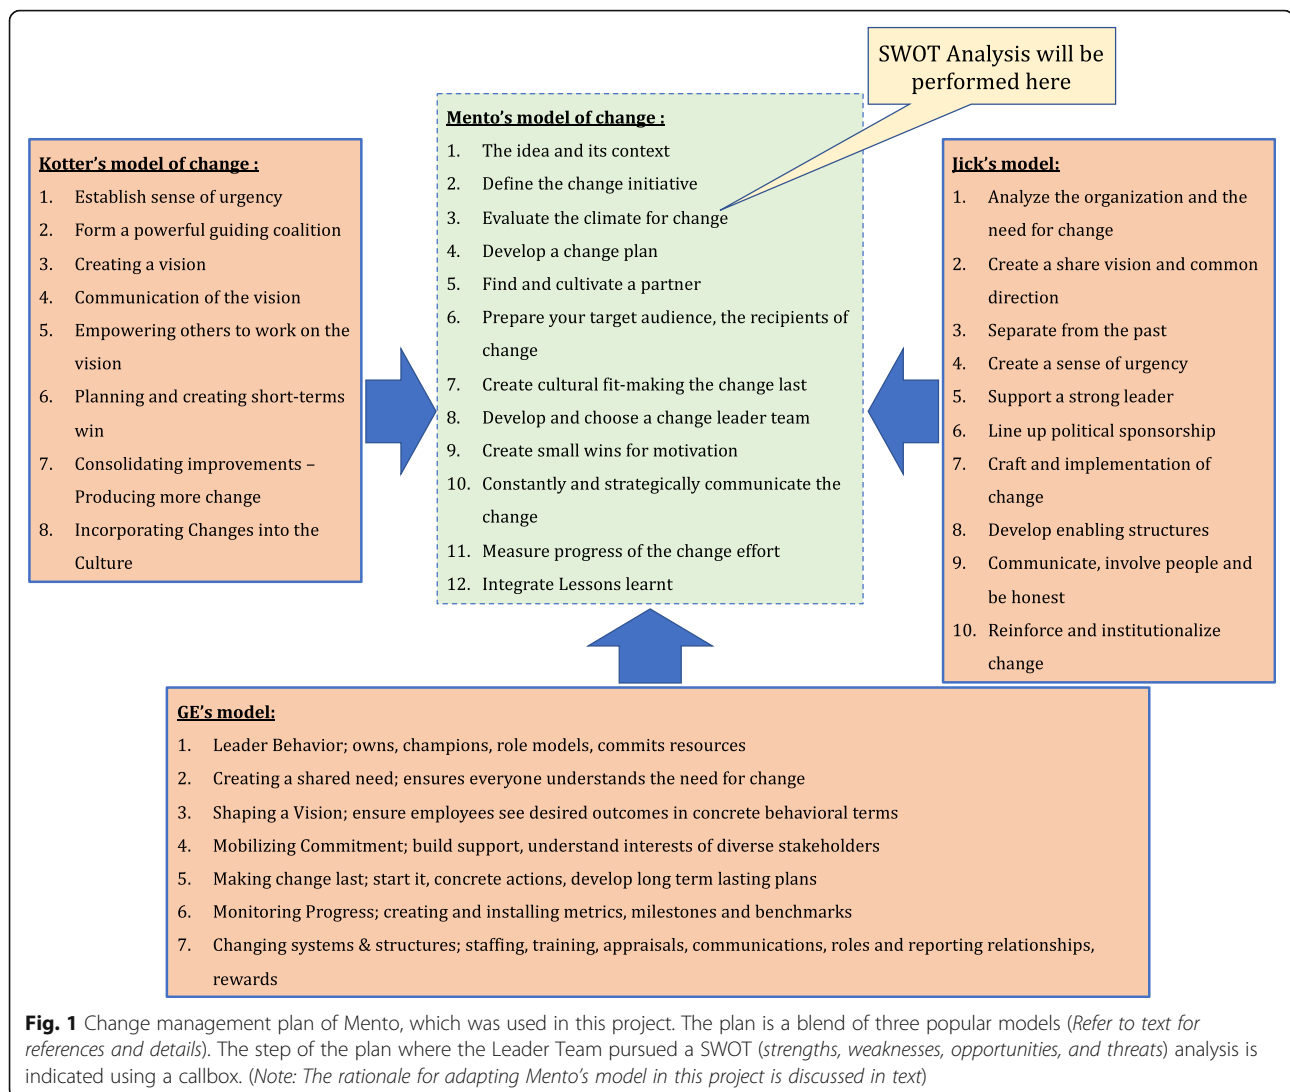 SWOT Analysis will be
performed here
Mento's model of change :
1. The idea and its context
2. Define the change initiative
3. Evaluate the climate for change
4. Develop a change plan
5. Find and cultivate a partner
6. Prepare your target audience, the recipients of
change
7. Create cultural fit-making the change last
8. Develop and choose a change leader team
9. Create small wins for motivation
10. Constantly and strategically communicate the
change
11. Measure progress of the change effort
12. Integrate Lessons learnt
Kotter's model of change :
1. Establish sense of urgency
2. Form a powerful guiding coalition
3. Creating a vision
4. Communication of the vision
5. Empowering others to work on the
vision
6. Planning and creating short-terms
win
7. Consolidating improvements –
Producing more change
8. Incorporating Changes into the
Culture
Jick's model:
1. Analyze the organization and the
need for change
2. Create a share vision and common
direction
3. Separate from the past
4. Create a sense of urgency
5. Support a strong leader
6. Line up political sponsorship
7. Craft and implementation of
change
8. Develop enabling structures
9. Communicate, involve people and
be honest
10. Reinforce and institutionalize
change
GE's model:
1. Leader Behavior; owns, champions, role models, commits resources
2. Creating a shared need; ensures everyone understands the need for change
3. Shaping a Vision; ensure employees see desired outcomes in concrete behavioral terms
4. Mobilizing Commitment; build support, understand interests of diverse stakeholders
5. Making change last; start it, concrete actions, develop long term lasting plans
6. Monitoring Progress; creating and installing metrics, milestones and benchmarks
7. Changing systems & structures; staffing, training, appraisals, communications, roles and reporting relationships,
rewards
Fig. 1 Change management plan of Mento, which was used in this project. The plan is a blend of three popular models (Refer to text for
references and details). The step of the plan where the Leader Team pursued a SWOT (strengths, weaknesses, opportunities, and threats) analysis is
indicated using a callbox. (Note: The rationale for adapting Mento's model in this project is discussed in text)